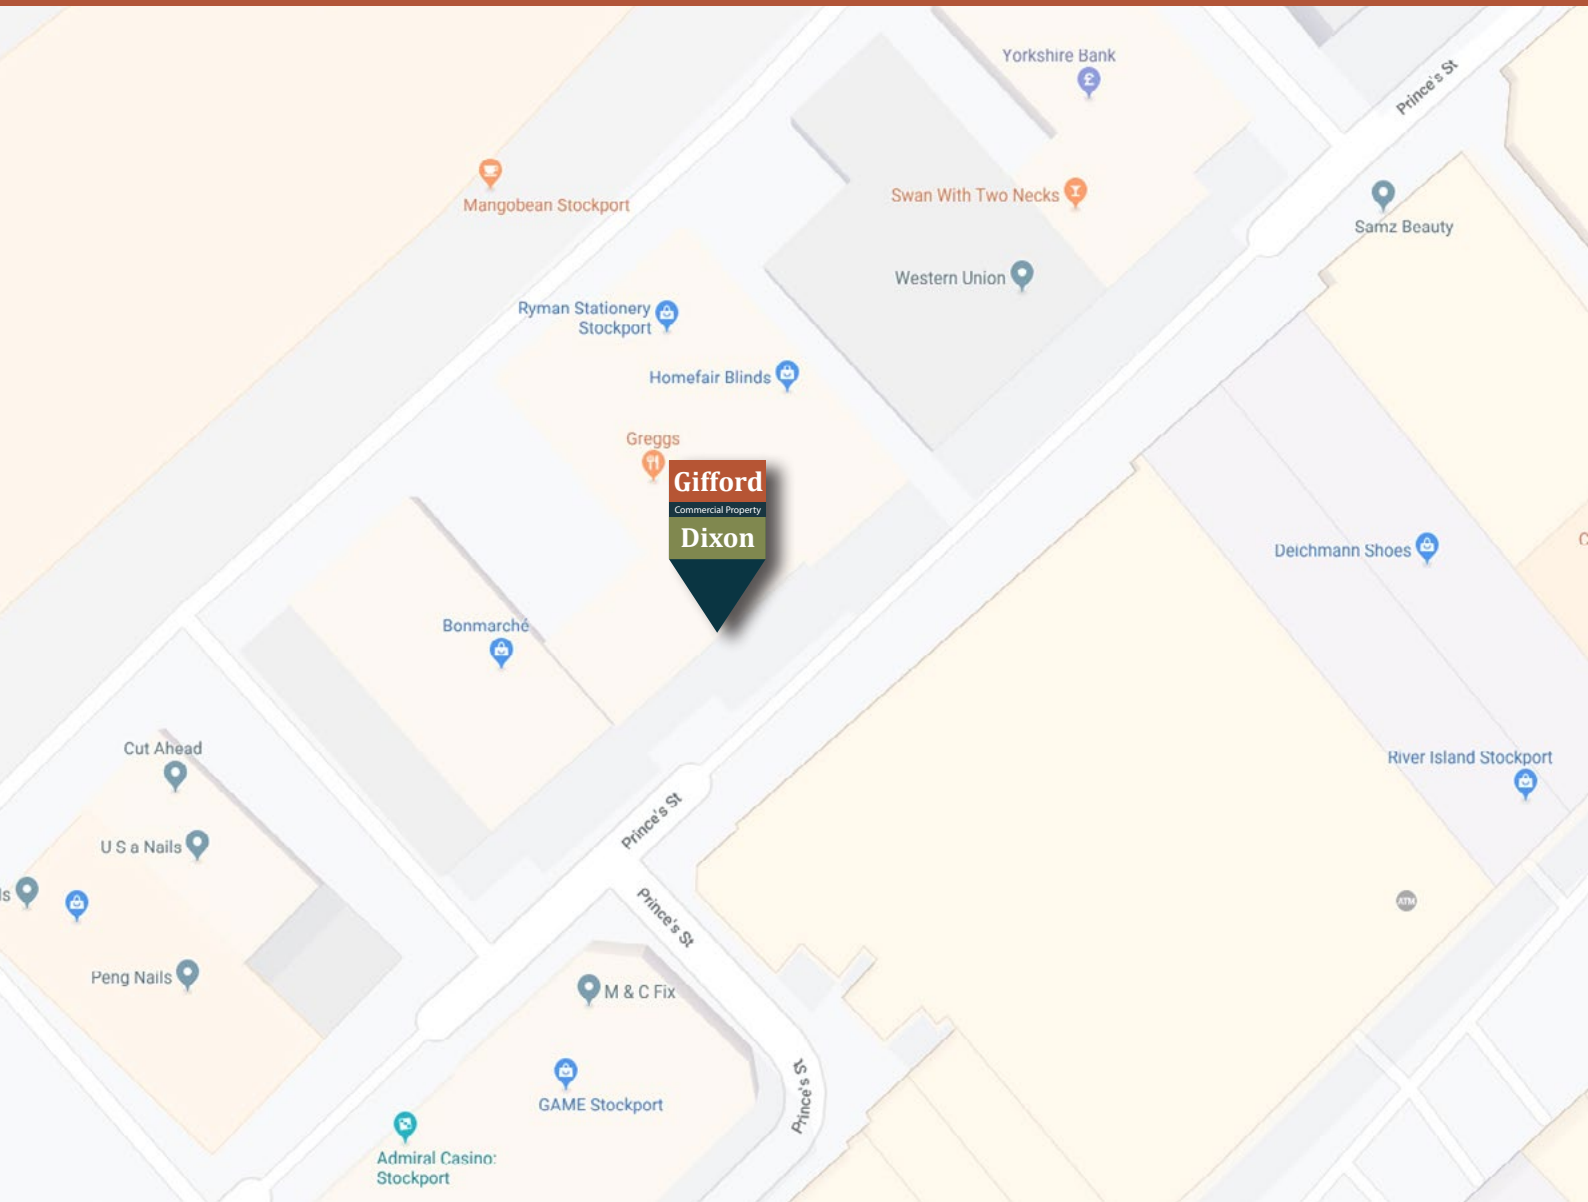 Yorkshire Bank
£
Prince's St
Mangobean Stockport
Swan With Two Necks
Samz Beauty
Western Union
Ryman Stationery
Stockport
Homefair Blinds
Greggs
Gifford
Commercial Property
Dixon
Deichmann Shoes
C
Bonmarché
Cut Ahead
River Island Stockport
Prince's St
U S a Nails
ls
ATM
Prince's St
Peng Nails
M & C Fix
Prince's St
GAME Stockport
Admiral Casino:
Stockport